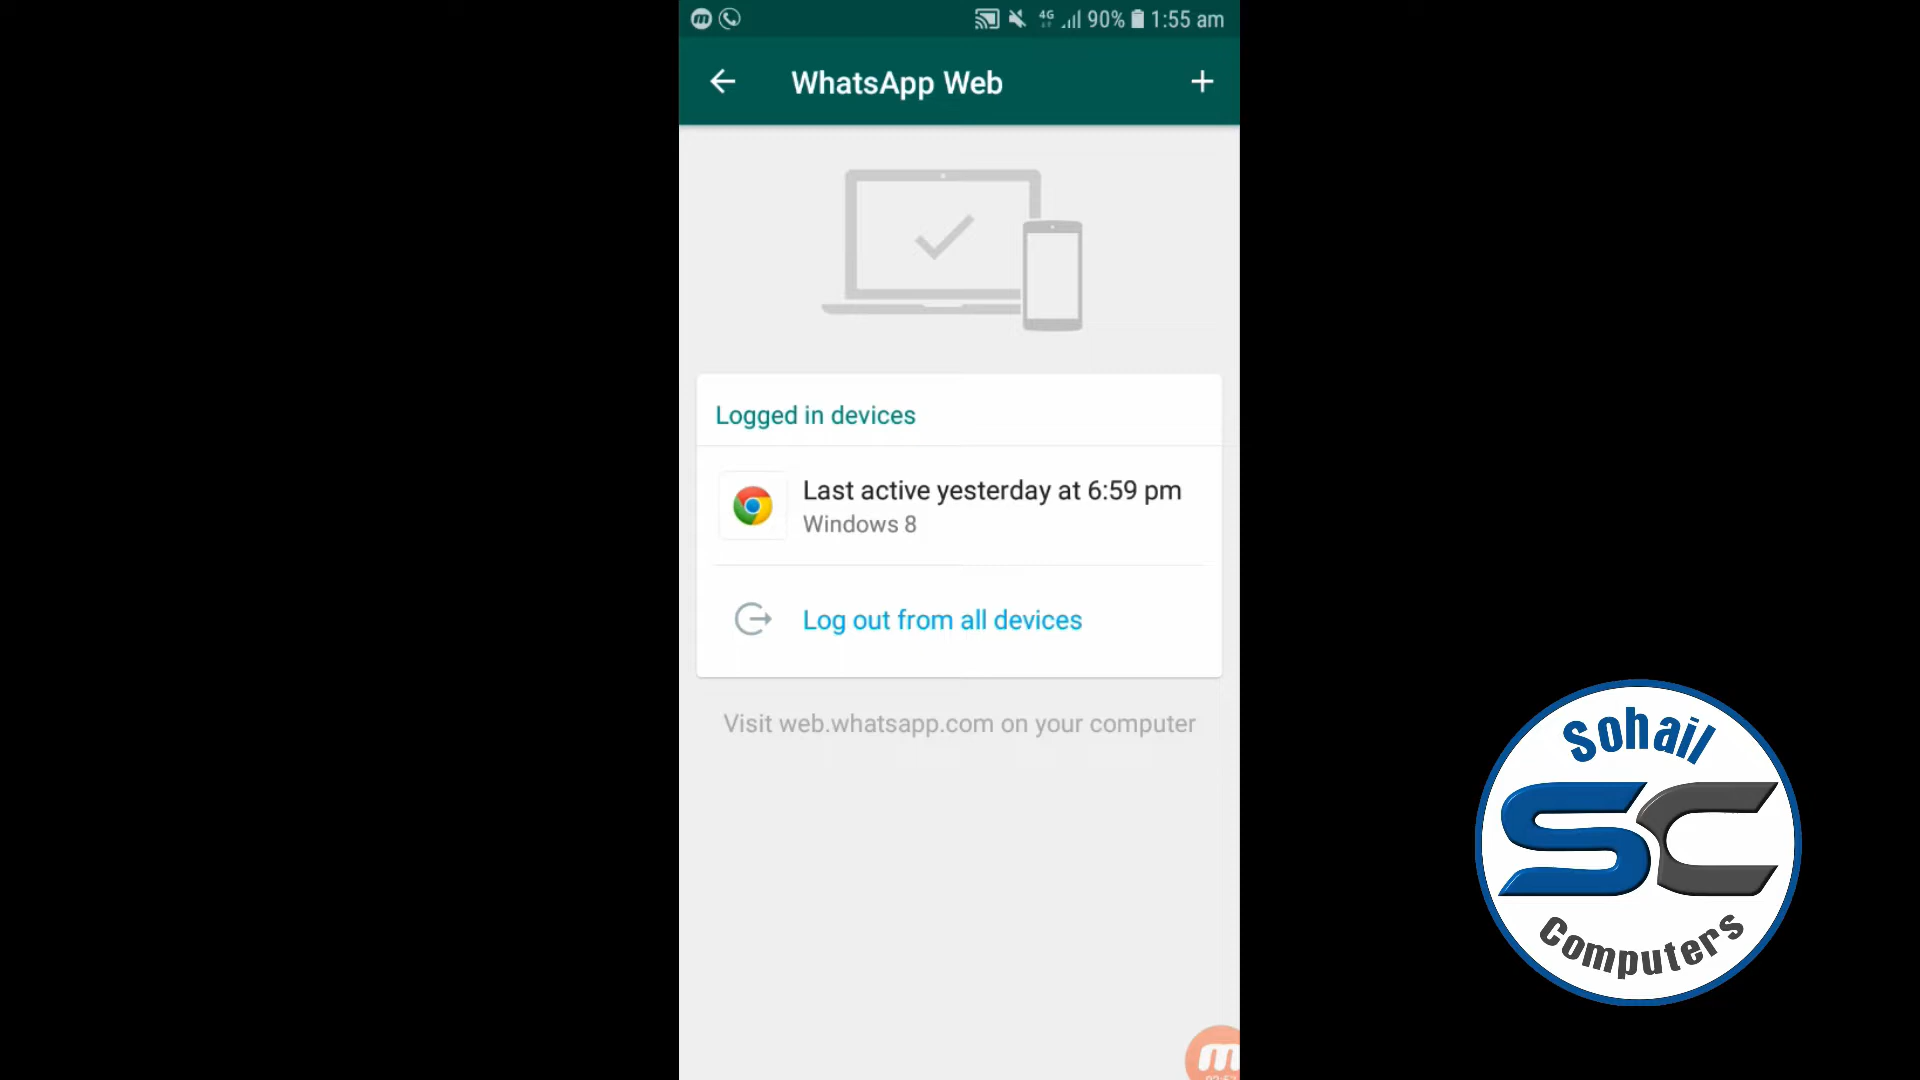 4G 90% 1:55 am
WhatsApp Web
Logged in devices
Last active yesterday at 6:59 pm
Windows 8
Log out from all devices
Visit web.whatsapp.com on your computer
Sohail
SC
Computers
m